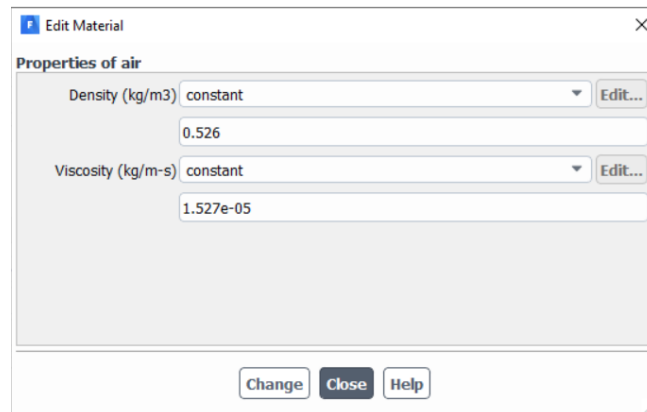 F Edit Material
Properties of air
Density (kg/m3) constant Edit...
0.526
Viscosity (kg/m-s) constant Edit...
1.527e-05
Change Close Help